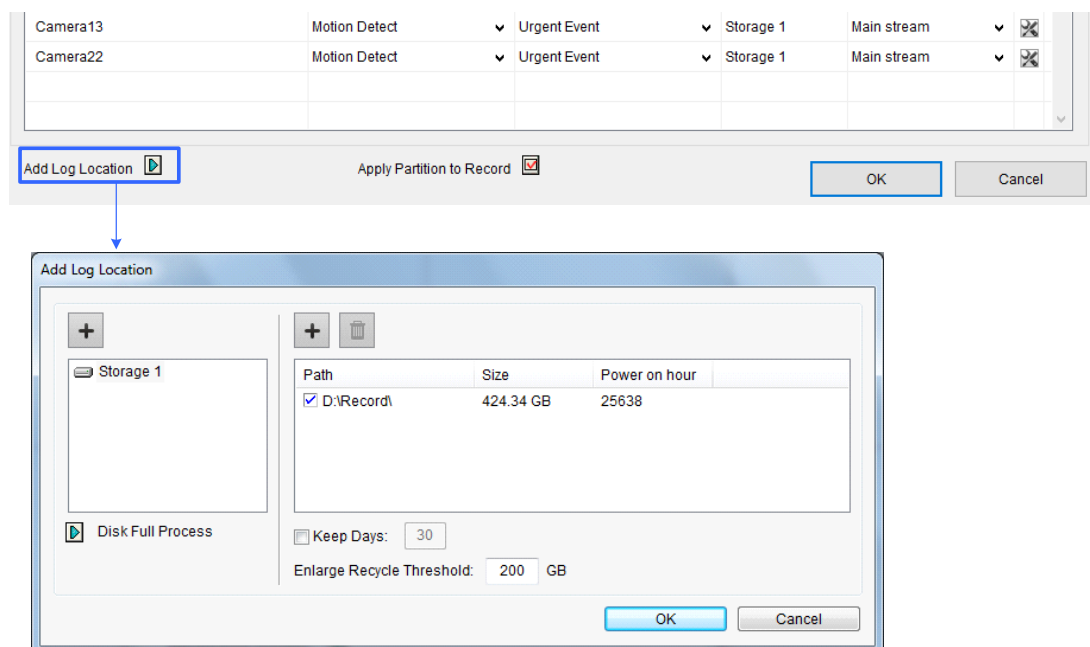 Camera13 Motion Detect Urgent Event Storage 1 Main stream
Camera22 Motion Detect Urgent Event Storage 1 Main stream
Add Log Location Apply Partition to Record OK Cancel
Add Log Location
Storage 1
Path Size Power on hour
D:\Record\ 424.34 GB 25638
Disk Full Process
Keep Days: 30
Enlarge Recycle Threshold: 200 GB
OK Cancel